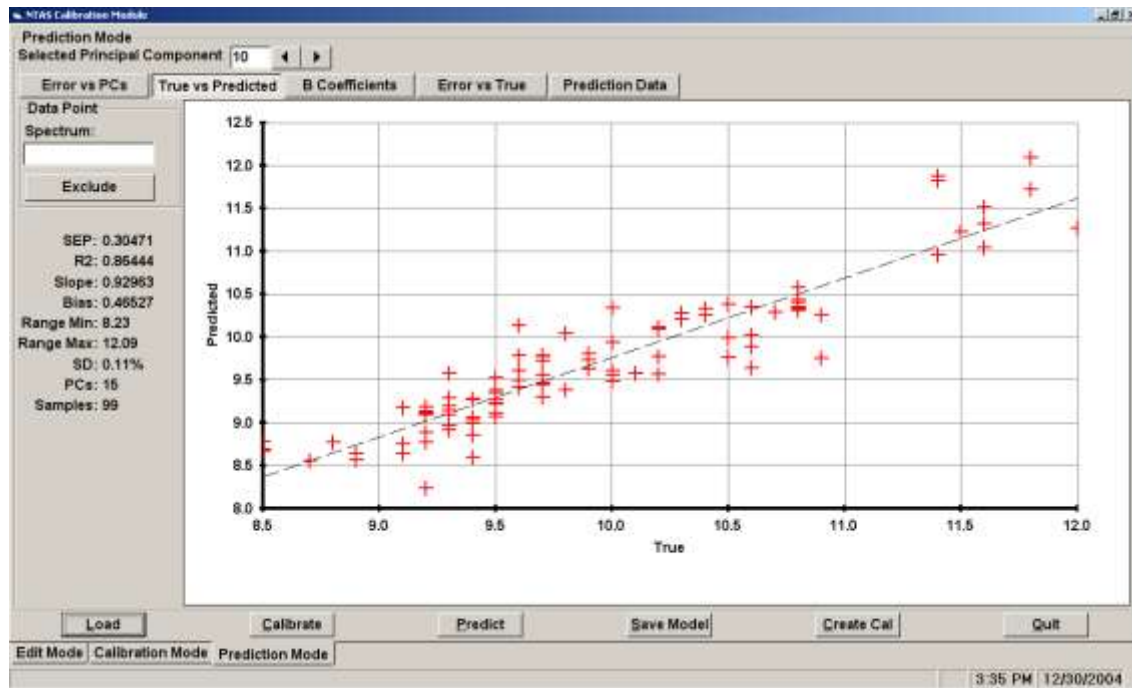 NTAS Calibration Module
Prediction Mode
Selected Principal Component 10
Error vs PCs True vs Predicted B Coefficients Error vs True Prediction Data
Data Point
Spectrum:
Exclude
SEP: 0.30471
R2: 0.86444
Slope: 0.92963
Bias: 0.46527
Range Min: 8.23
Range Max: 12.09
SD: 0.11%
PCs: 15
Samples: 99
12.5
12.0
11.5
11.0
10.5
10.0
9.5
9.0
8.5
8.0
Predicted
8.5 9.0 9.5 10.0 10.5 11.0 11.5 12.0
True
Load Calibrate Predict Save Model Create Cal Quit
Edit Mode Calibration Mode Prediction Mode
3:35 PM 12/30/2004